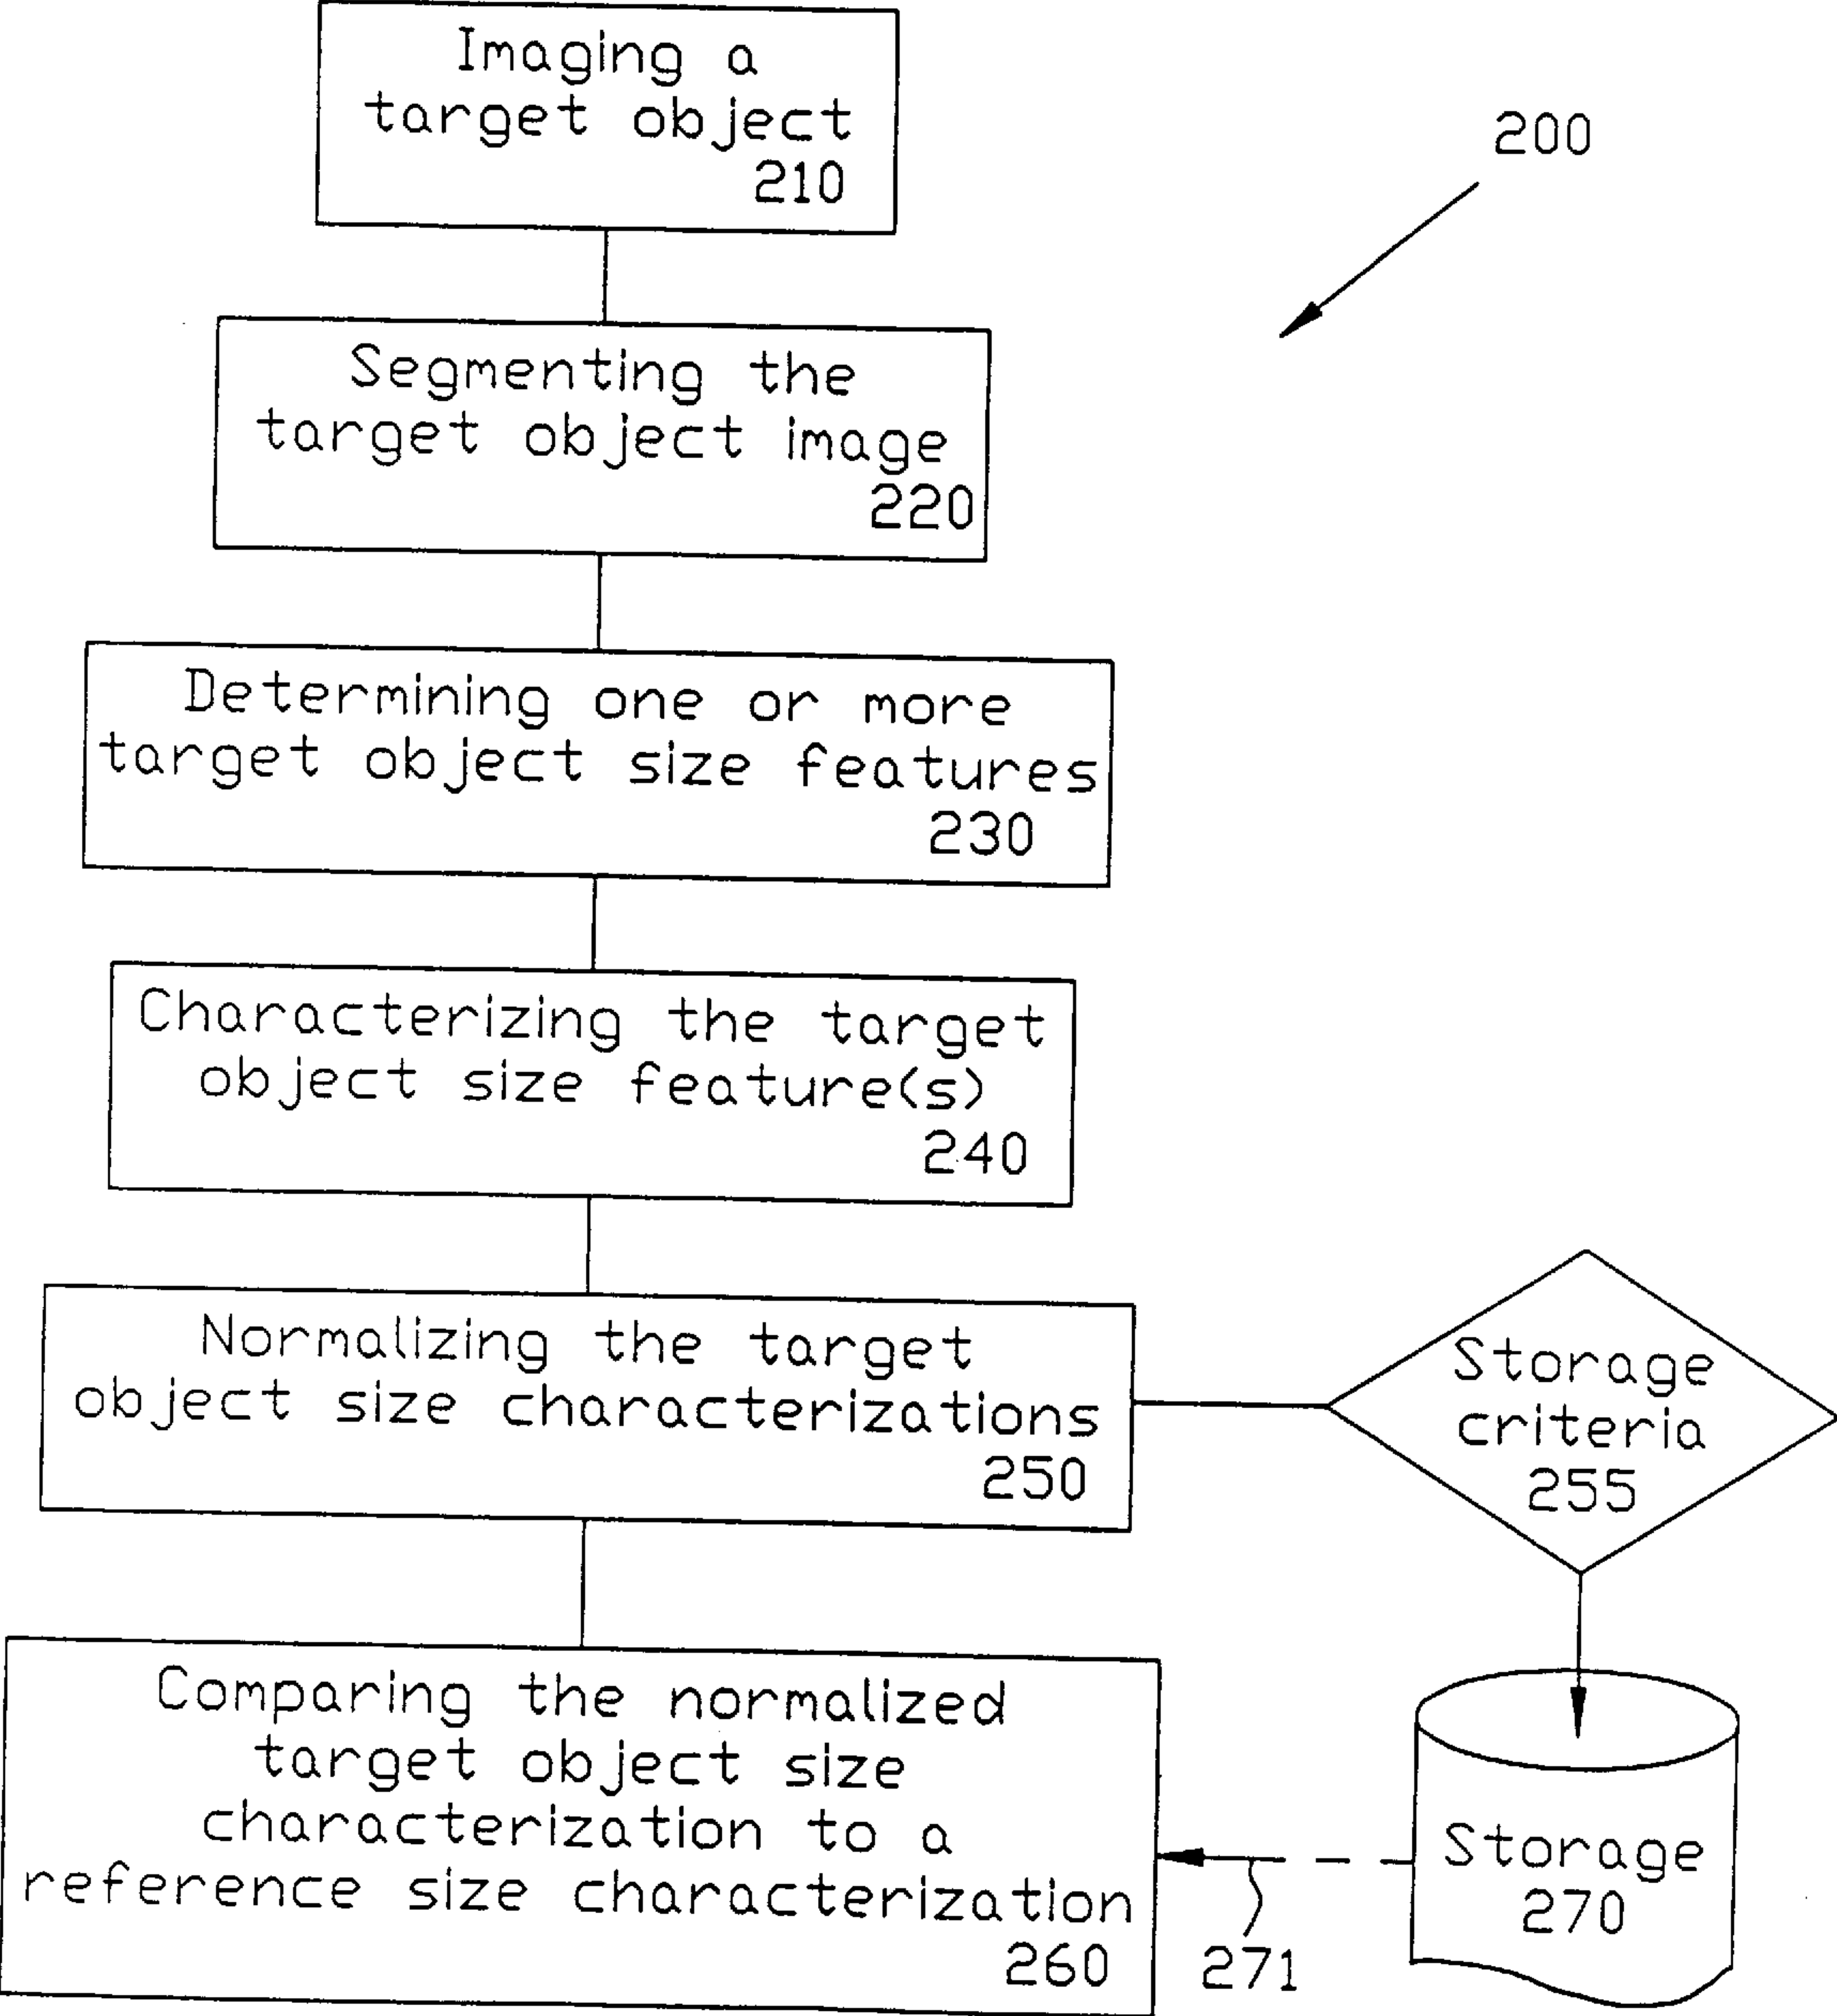 Imaging a
target object
210
200
Segmenting the
target object image
220
Determining one or more
target object size features
230
Characterizing the target
object size feature(s)
240
Normalizing the target
object size characterizations
250
Storage
criteria
255
Comparing the normalized
target object size
characterization to a
reference size characterization
260
271
Storage
270